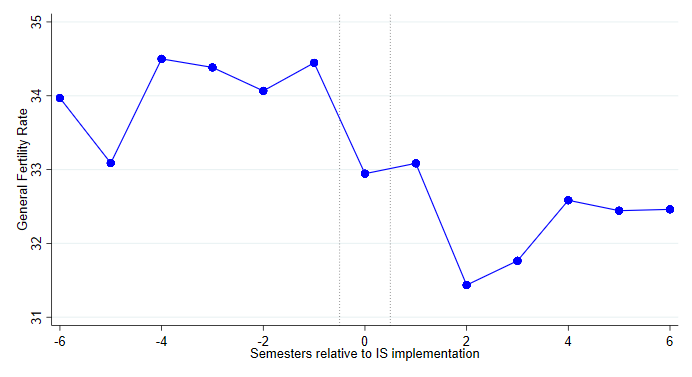 35
34
33
32
31
General Fertility Rate
-6 -4 -2 0 2 4 6
Semesters relative to IS implementation